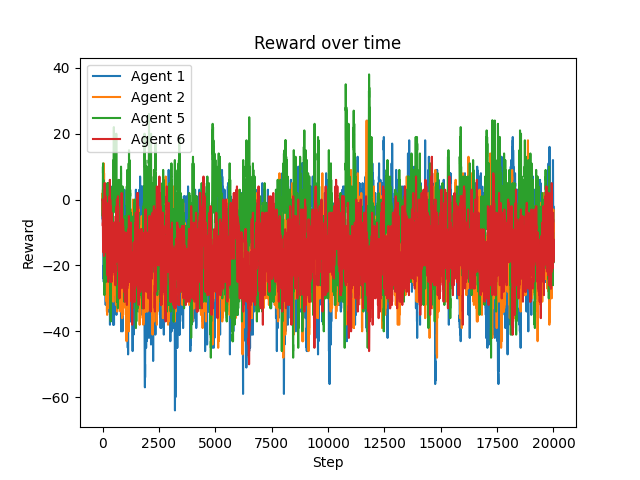 Reward over time
Agent 1
Agent 2
Agent 5
Agent 6
40
20
0
−20
−40
−60
Reward
0
2500
5000
7500
10000
12500
15000
17500
20000
Step